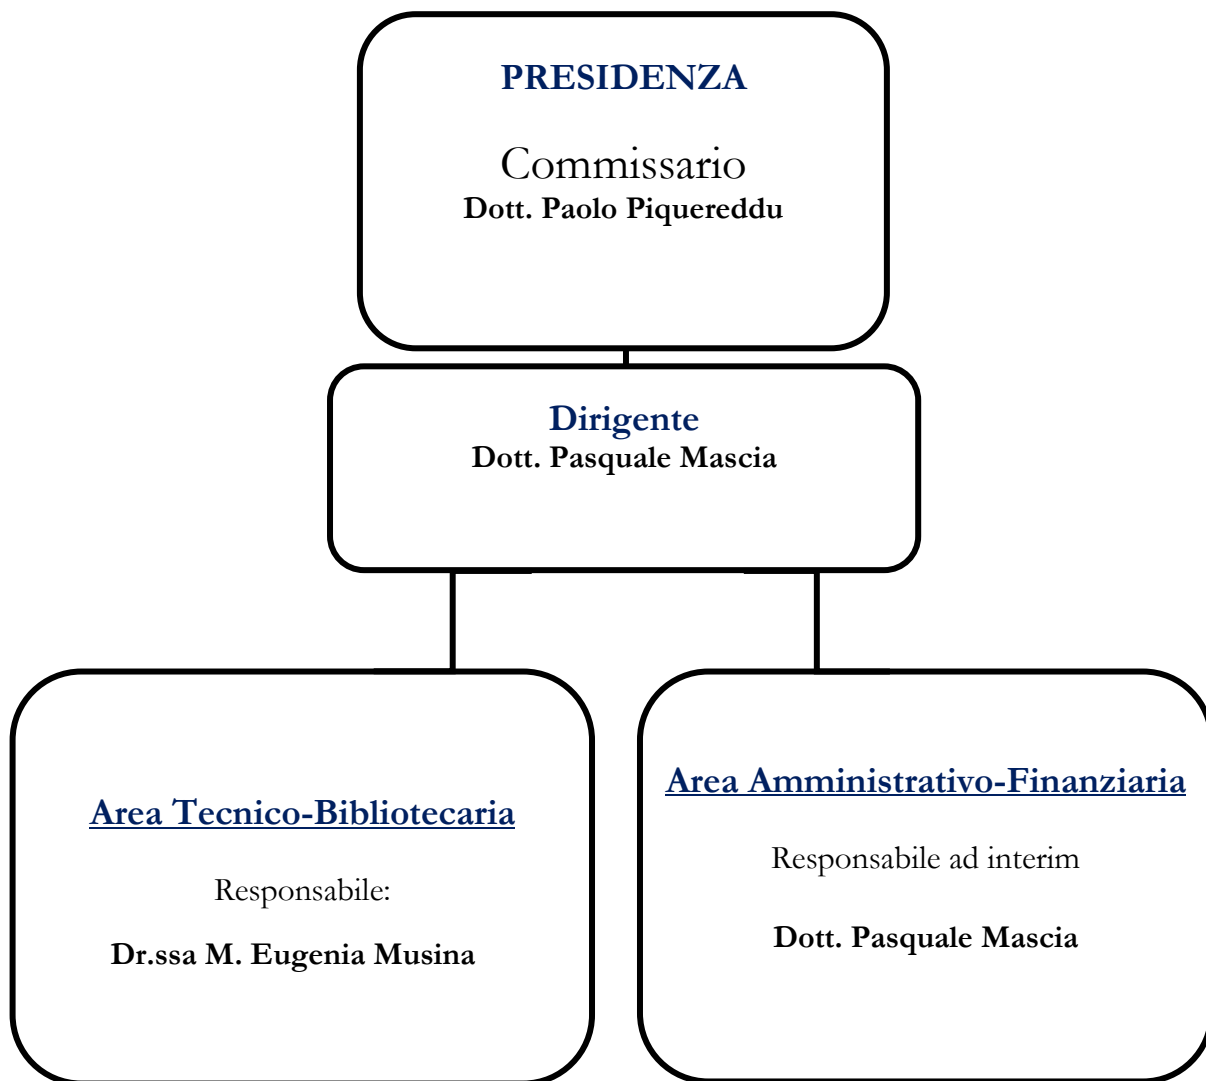 PRESIDENZA
Commissario
Dott. Paolo Piquereddu
Dirigente
Dott. Pasquale Mascia
Area Tecnico-Bibliotecaria
Responsabile:
Dr.ssa M. Eugenia Musina
Area Amministrativo-Finanziaria
Responsabile ad interim
Dott. Pasquale Mascia